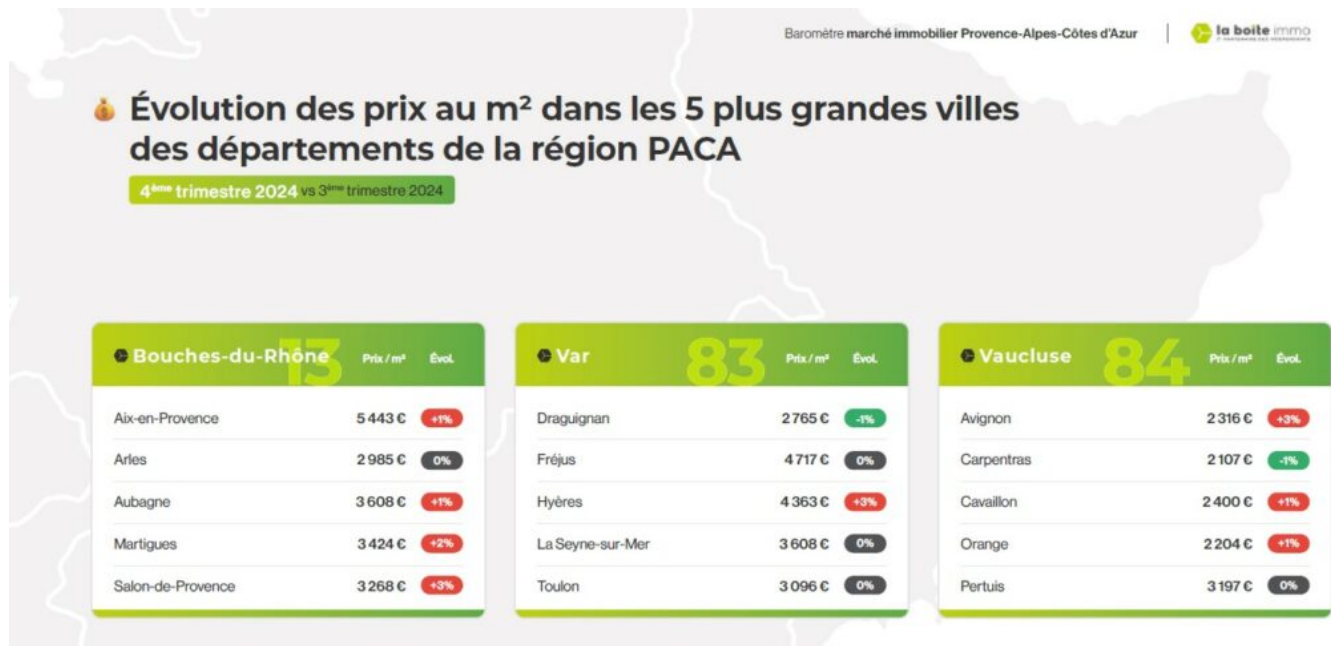 Baromètre marché immobilier Provence-Alpes-Côtes d'Azur
la boite immo
Évolution des prix au m² dans les 5 plus grandes villes
des départements de la région PACA
4ème trimestre 2024 vs 3ème trimestre 2024
Bouches-du-Rhône 13 Prix / m² Évol.
Aix-en-Provence 5 443 € +1%
Arles 2 985 € 0%
Aubagne 3 608 € +1%
Martigues 3 424 € +2%
Salon-de-Provence 3 268 € +3%
Var 83 Prix / m² Évol.
Draguignan 2 765 € -1%
Fréjus 4 717 € 0%
Hyères 4 363 € +3%
La Seyne-sur-Mer 3 608 € 0%
Toulon 3 096 € 0%
Vaucluse 84 Prix / m² Évol.
Avignon 2 316 € +3%
Carpentras 2 107 € -1%
Cavaillon 2 400 € +1%
Orange 2 204 € +1%
Pertuis 3 197 € 0%